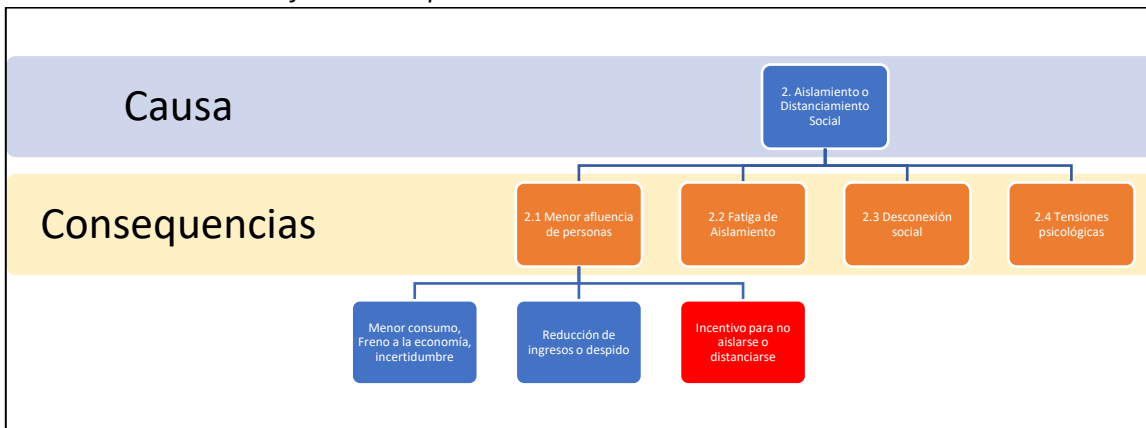 Causa
2. Aislamiento o
Distanciamiento
Social
Consequencias
2.1 Menor afluencia
de personas
2.2 Fatiga de
Aislamiento
2.3 Desconexión
social
2.4 Tensiones
psicológicas
Menor consumo,
Freno a la economía,
incertidumbre
Reducción de
ingresos o despido
Incentivo para no
aislarse o
distanciarse